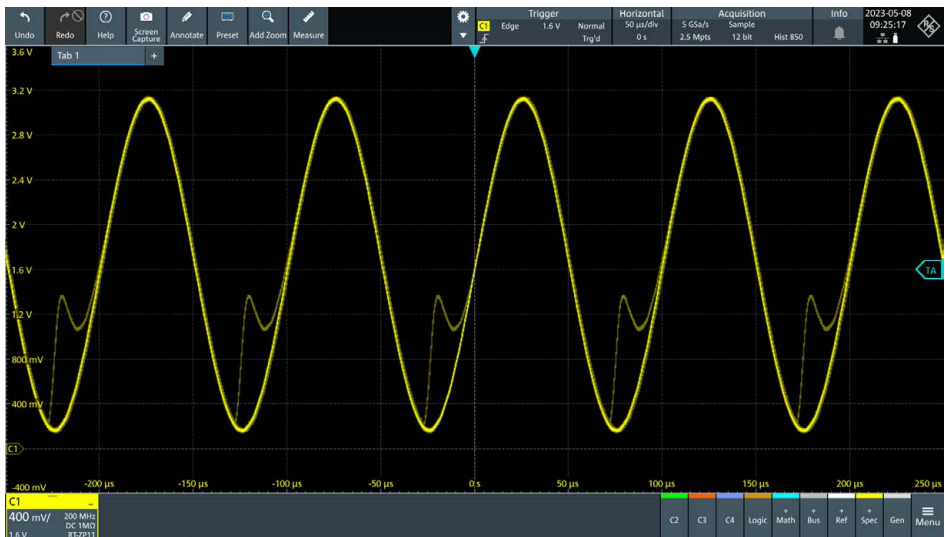 Undo
Redo
Help
Screen Capture
Annotate
Preset
Add Zoom
Measure
Trigger
C1 Edge 1.6 V Normal
Trg'd
Horizontal
50 µs/div
0 s
Acquisition
5 GSa/s Sample
2.5 Mpts 12 bit Hist 850
Info
2023-05-08
09:25:17
R&S
Tab 1 +
3.6 V
3.2 V
2.8 V
2.4 V
2 V
1.6 V
TA
1.2 V
800 mV
400 mV
C1
-400 mV
-200 µs -150 µs -100 µs -50 µs 0 s 50 µs 100 µs 150 µs 200 µs 250 µs
C1
400 mV/ 200 MHz
DC 1MΩ
1.6 V RT-ZP11
C2
C3
C4
Logic
+ Math
+ Bus
+ Ref
+ Spec
Gen
Menu